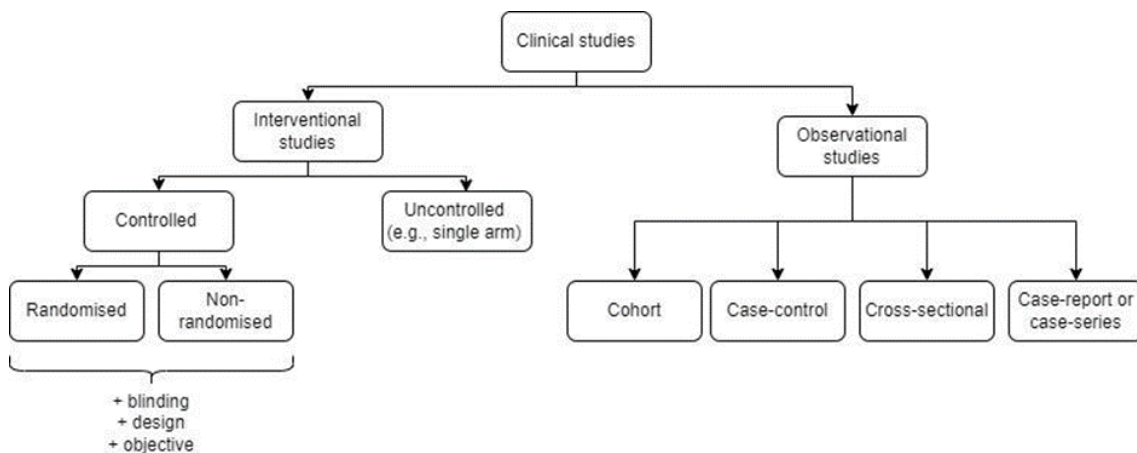 Clinical studies
Interventional
studies
Observational
studies
Controlled
Uncontrolled
(e.g., single arm)
Randomised
Non-
randomised
Cohort
Case-control
Cross-sectional
Case-report or
case-series
+ blinding
+ design
+ objective